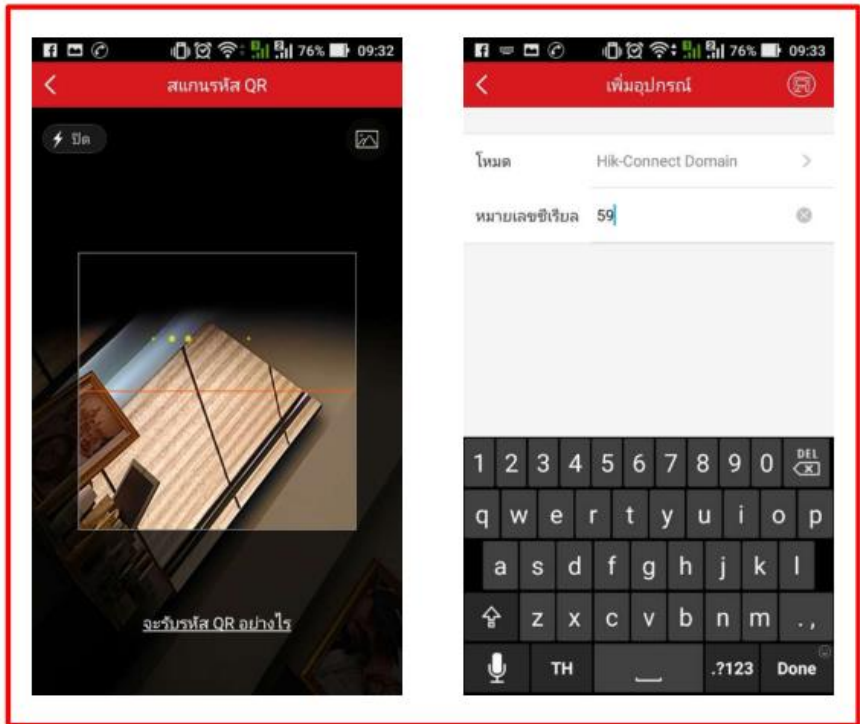 76% 09:32
สแกนรหัส QR
ปิด
จะรับรหัส QR อย่างไร
76% 09:33
เพิ่มอุปกรณ์
โหมด Hik-Connect Domain
หมายเลขซีเรียล 59
1 2 3 4 5 6 7 8 9 0 DEL
q w e r t y u i o p
a s d f g h j k l
z x c v b n m . ,
TH .?123 Done